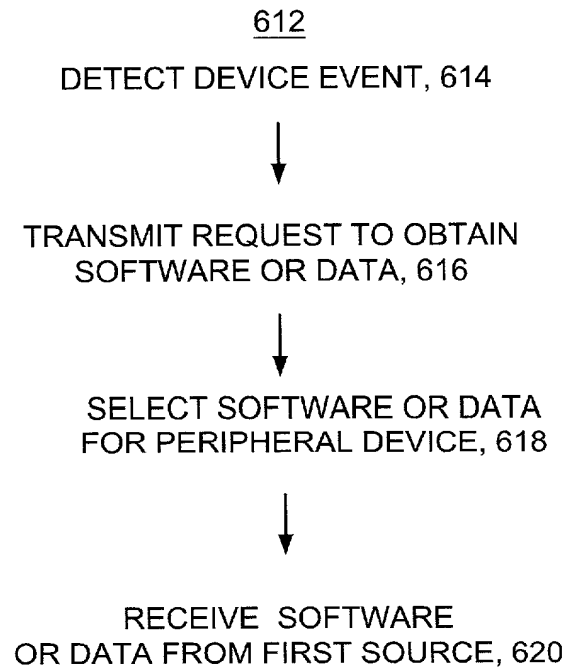 612
DETECT DEVICE EVENT, 614
TRANSMIT REQUEST TO OBTAIN
SOFTWARE OR DATA, 616
SELECT SOFTWARE OR DATA
FOR PERIPHERAL DEVICE, 618
RECEIVE SOFTWARE
OR DATA FROM FIRST SOURCE, 620